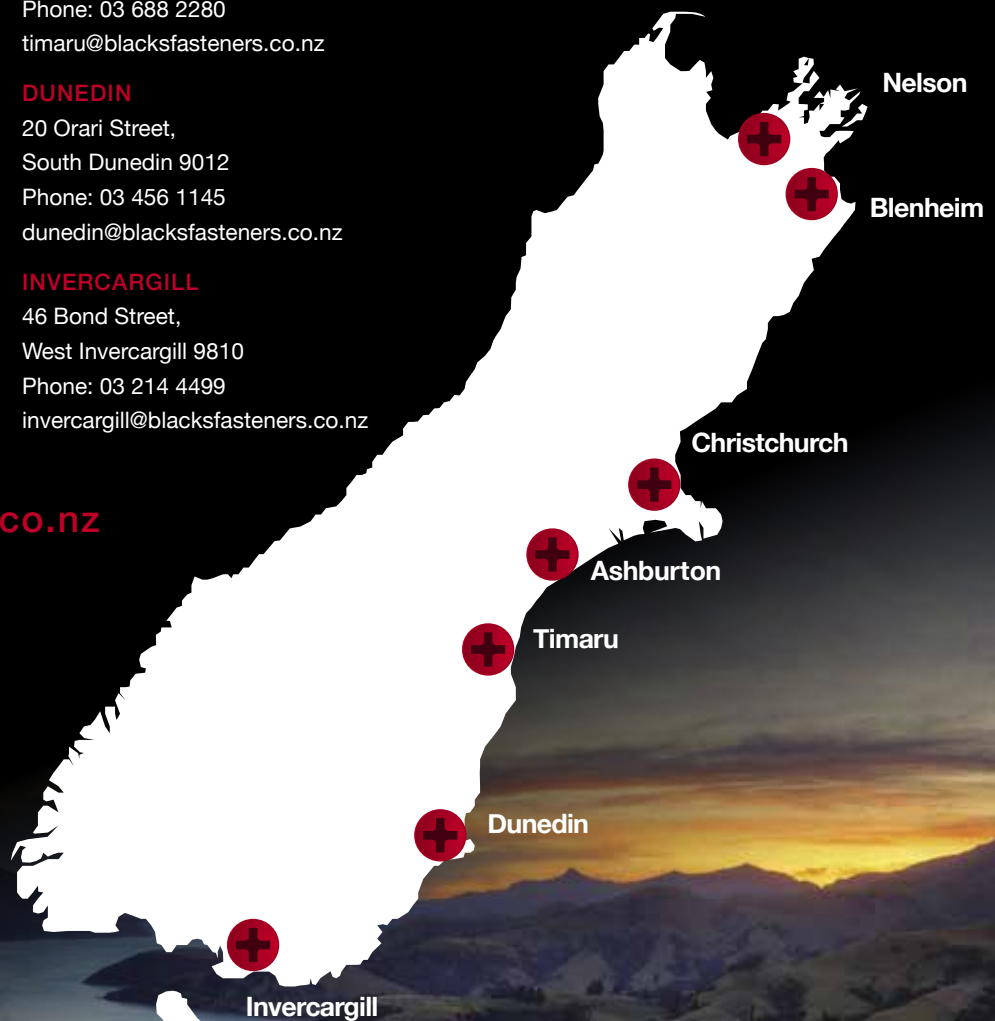 Phone: 03 688 2280
timaru@blacksfasteners.co.nz
DUNEDIN
20 Orari Street,
South Dunedin 9012
Phone: 03 456 1145
dunedin@blacksfasteners.co.nz
INVERCARGILL
46 Bond Street,
West Invercargill 9810
Phone: 03 214 4499
invercargill@blacksfasteners.co.nz
co.nz
Nelson
Blenheim
Christchurch
Ashburton
Timaru
Dunedin
Invercargill